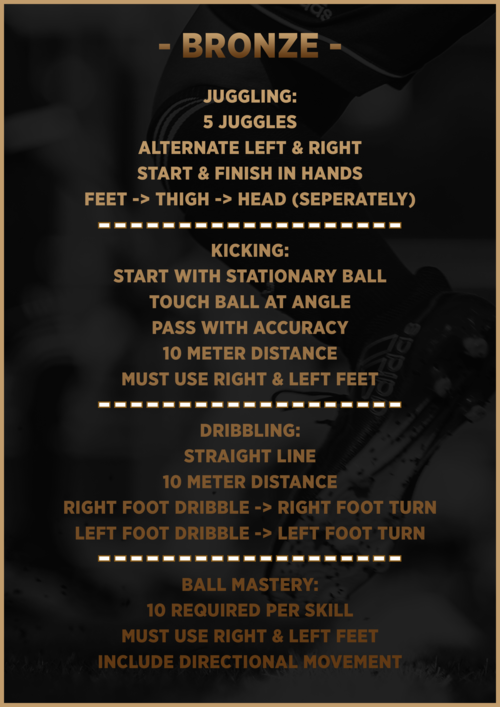 - BRONZE -
JUGGLING:
5 JUGGLES
ALTERNATE LEFT & RIGHT
START & FINISH IN HANDS
FEET -> THIGH -> HEAD (SEPERATELY)
KICKING:
START WITH STATIONARY BALL
TOUCH BALL AT ANGLE
PASS WITH ACCURACY
10 METER DISTANCE
MUST USE RIGHT & LEFT FEET
DRIBBLING:
STRAIGHT LINE
10 METER DISTANCE
RIGHT FOOT DRIBBLE -> RIGHT FOOT TURN
LEFT FOOT DRIBBLE -> LEFT FOOT TURN
BALL MASTERY:
10 REQUIRED PER SKILL
MUST USE RIGHT & LEFT FEET
INCLUDE DIRECTIONAL MOVEMENT